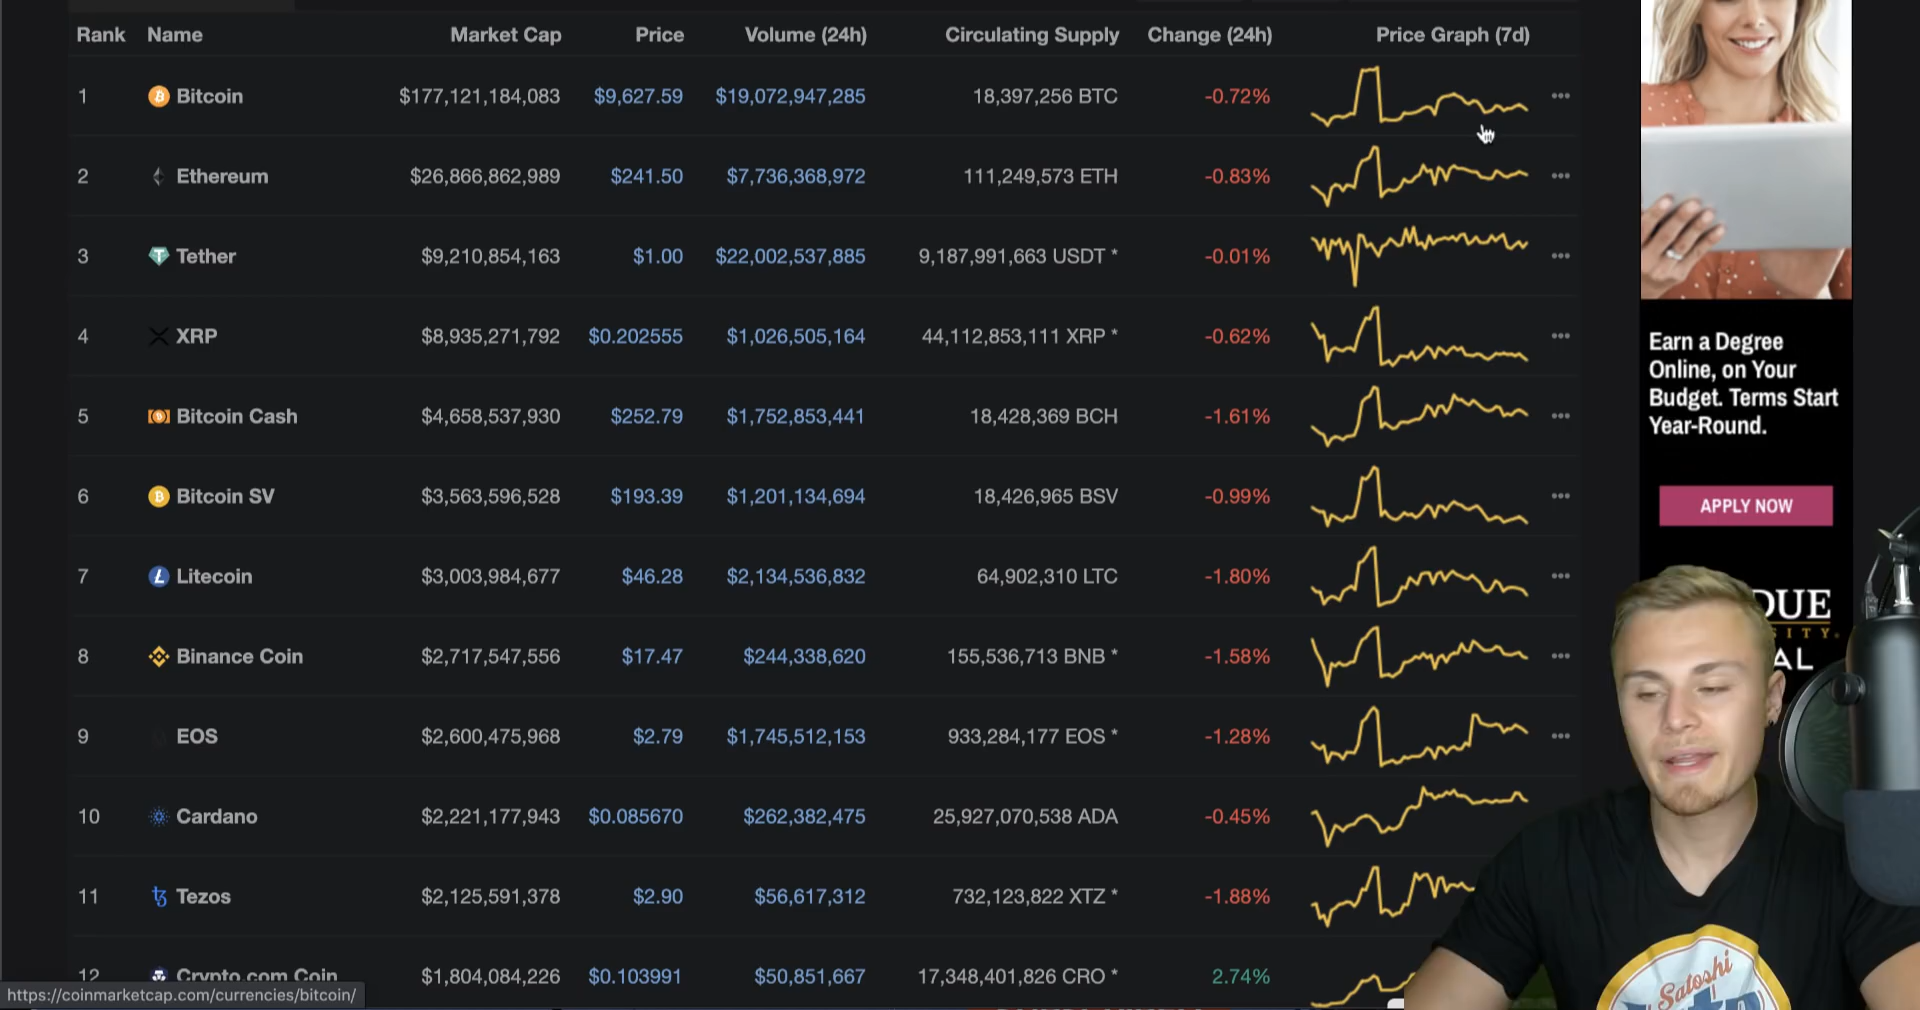 Rank Name Market Cap Price Volume (24h) Circulating Supply Change (24h) Price Graph (7d)
1 Bitcoin $177,121,184,083 $9,627.59 $19,072,947,285 18,397,256 BTC -0.72%
2 Ethereum $26,866,862,989 $241.50 $7,736,368,972 111,249,573 ETH -0.83%
3 Tether $9,210,854,163 $1.00 $22,002,537,885 9,187,991,663 USDT * -0.01%
4 XRP $8,935,271,792 $0.202555 $1,026,505,164 44,112,853,111 XRP * -0.62%
5 Bitcoin Cash $4,658,537,930 $252.79 $1,752,853,441 18,428,369 BCH -1.61%
6 Bitcoin SV $3,563,596,528 $193.39 $1,201,134,694 18,426,965 BSV -0.99%
7 Litecoin $3,003,984,677 $46.28 $2,134,536,832 64,902,310 LTC -1.80%
8 Binance Coin $2,717,547,556 $17.47 $244,338,620 155,536,713 BNB * -1.58%
9 EOS $2,600,475,968 $2.79 $1,745,512,153 933,284,177 EOS * -1.28%
10 Cardano $2,221,177,943 $0.085670 $262,382,475 25,927,070,538 ADA -0.45%
11 Tezos $2,125,591,378 $2.90 $56,617,312 732,123,822 XTZ * -1.88%
12 Crypto.com Coin $1,804,084,226 $0.103991 $50,851,667 17,348,401,826 CRO * 2.74%
https://coinmarketcap.com/currencies/bitcoin/
Earn a Degree
Online, on Your
Budget. Terms Start
Year-Round.
APPLY NOW
DUE
SITY
AL
Satoshi